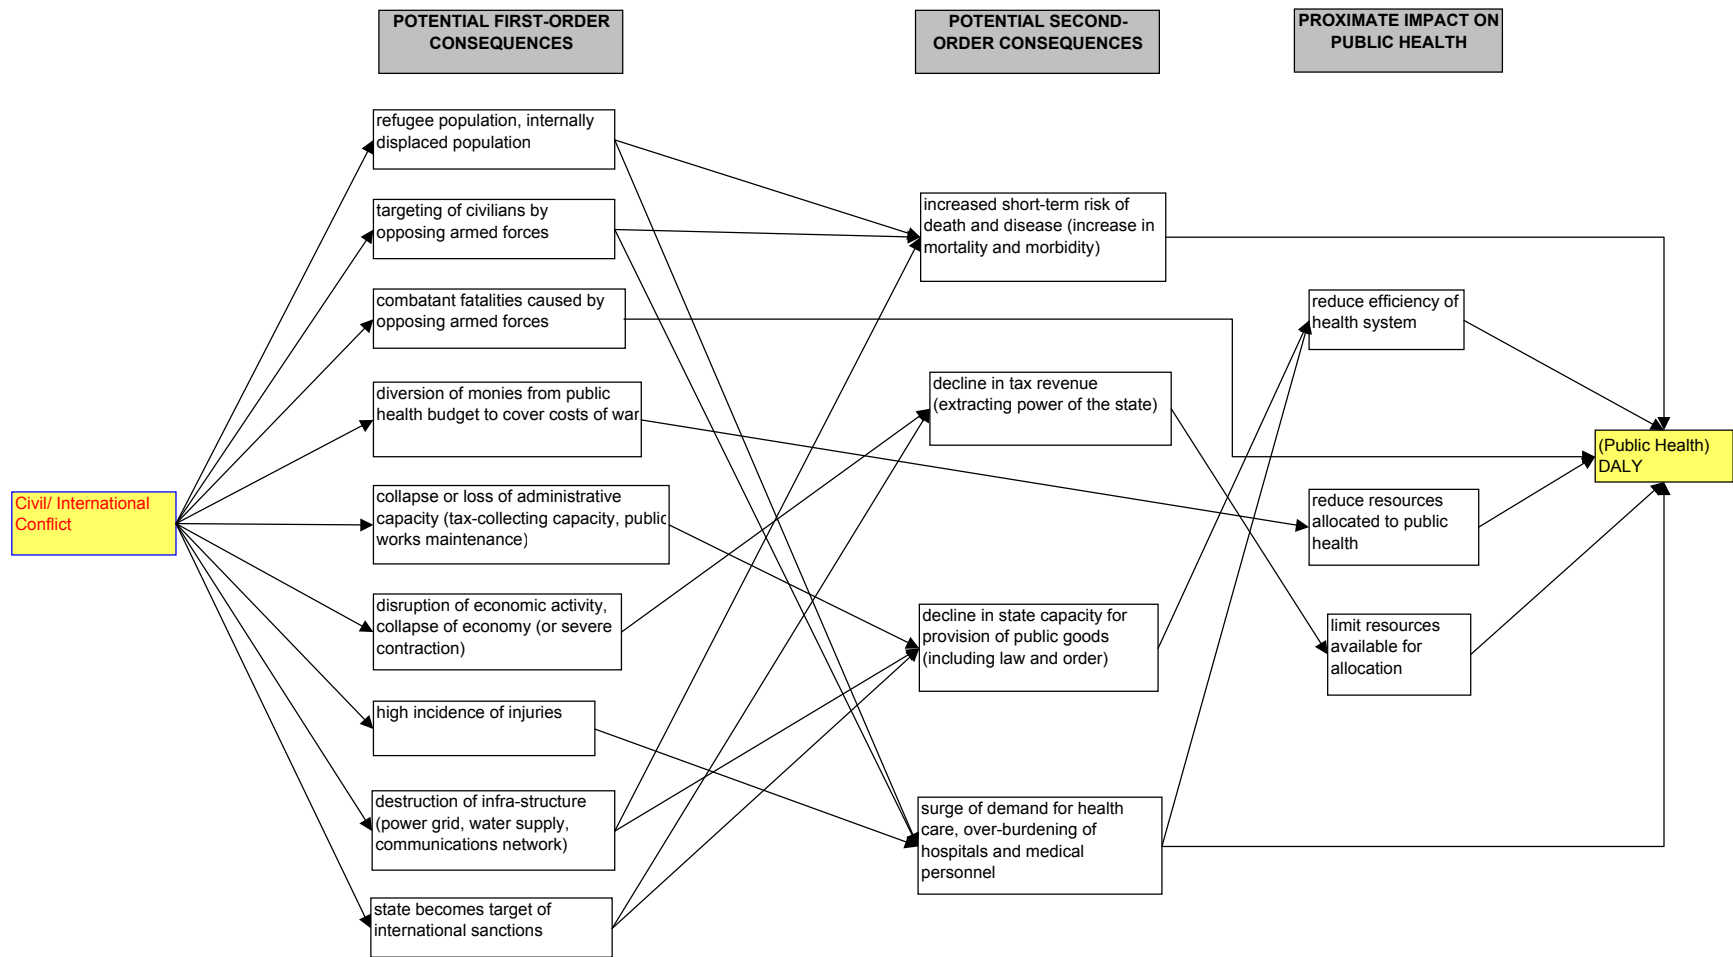 POTENTIAL FIRST-ORDER
CONSEQUENCES
POTENTIAL SECOND-
ORDER CONSEQUENCES
PROXIMATE IMPACT ON
PUBLIC HEALTH
Civil/ International
Conflict
refugee population, internally
displaced population
targeting of civilians by
opposing armed forces
combatant fatalities caused by
opposing armed forces
diversion of monies from public
health budget to cover costs of war
collapse or loss of administrative
capacity (tax-collecting capacity, public
works maintenance)
disruption of economic activity,
collapse of economy (or severe
contraction)
high incidence of injuries
destruction of infra-structure
(power grid, water supply,
communications network)
state becomes target of
international sanctions
increased short-term risk of
death and disease (increase in
mortality and morbidity)
decline in tax revenue
(extracting power of the state)
decline in state capacity for
provision of public goods
(including law and order)
surge of demand for health
care, over-burdening of
hospitals and medical
personnel
reduce efficiency of
health system
reduce resources
allocated to public
health
limit resources
available for
allocation
(Public Health)
DALY